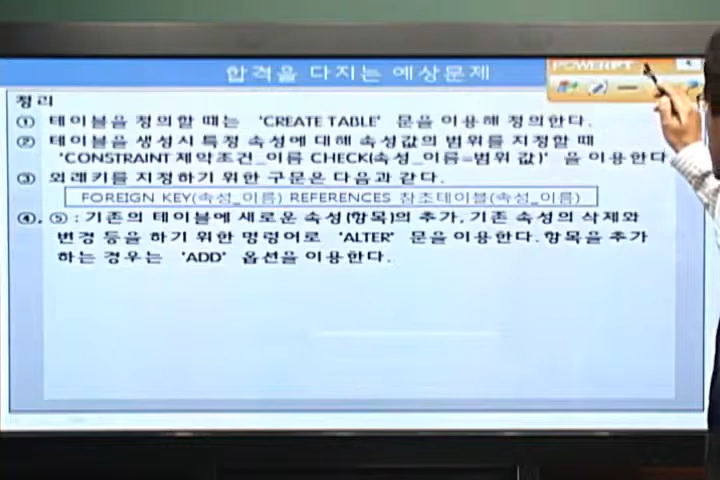 합격을 다지는 예상문제
POWERPT
정리
① 테이블을 정의할 때는 ‘CREATE TABLE’ 문을 이용해 정의한다.
② 테이블을 생성시 특정 속성에 대해 속성값의 범위를 지정할 때
‘CONSTRAINT 제약조건_이름 CHECK(속성_이름=범위 값)’ 을 이용한다
③ 외래키를 지정하기 위한 구문은 다음과 같다.
FOREIGN KEY(속성_이름) REFERENCES 참조테이블(속성_이름)
④, ⑤ : 기존의 테이블에 새로운 속성(항목)의 추가, 기존 속성의 삭제와
변경 등을 하기 위한 명령어로 ‘ALTER’ 문을 이용한다. 항목을 추가
하는 경우는 ‘ADD’ 옵션을 이용한다.